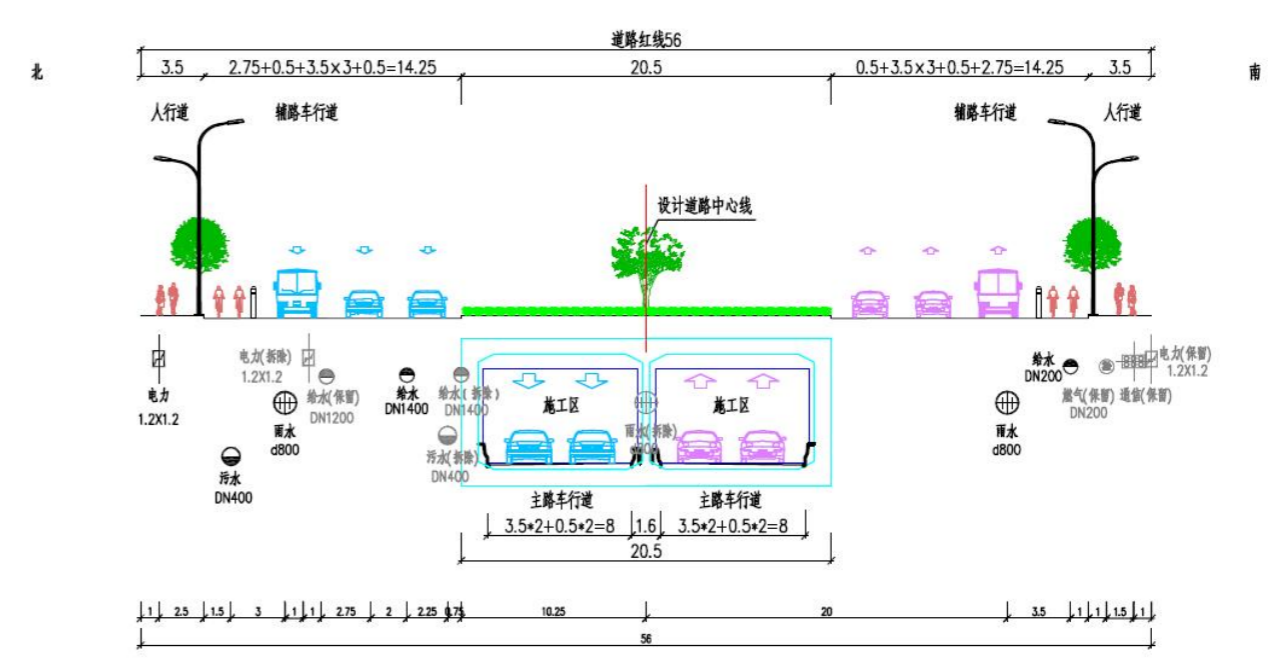 道路红线56
3.5
2.75+0.5+3.5×3+0.5=14.25
20.5
0.5+3.5×3+0.5+2.75=14.25
3.5
北
南
人行道
辅路车行道
辅路车行道
人行道
设计道路中心线
电力
1.2X1.2
电力(拆除)
1.2X1.2
给水(保留)
DN1200
雨水
d800
污水
DN400
给水
DN1400
给水(拆除)
DN1400
污水(拆除)
DN400
施工区
雨水(拆除)
d800
施工区
给水
DN200
燃气(保留)
DN200
通信(保留)
电力(保留)
1.2X1.2
雨水
d800
主路车行道
主路车行道
3.5*2+0.5*2=8
1.6
3.5*2+0.5*2=8
20.5
1
2.5
1.5
3
1
1
2.75
2
2.25
0.75
10.25
20
3.5
1
1
1.5
1
56